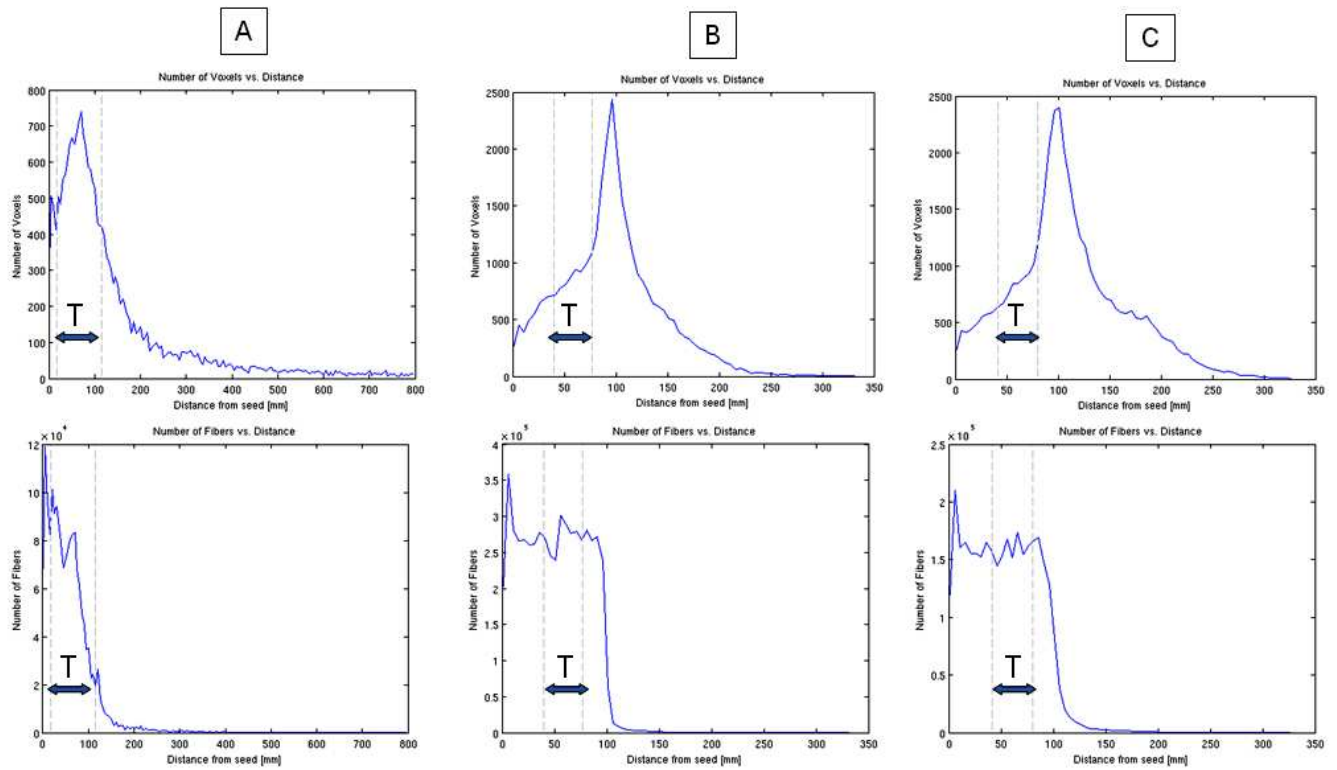 A
B
C
Number of Voxels vs. Distance
Number of Voxels
800
700
600
500
400
300
200
100
0
T
0 100 200 300 400 500 600 700 800
Distance from seed [mm]
Number of Voxels vs. Distance
Number of Voxels
2500
2000
1500
1000
500
0
T
0 50 100 150 200 250 300 350
Distance from seed [mm]
Number of Voxels vs. Distance
Number of Voxels
2500
2000
1500
1000
500
0
T
0 50 100 150 200 250 300 350
Distance from seed [mm]
Number of Fibers vs. Distance
× 10⁴
Number of Fibers
12
10
8
6
4
2
0
T
0 100 200 300 400 500 600 700 800
Distance from seed [mm]
Number of Fibers vs. Distance
× 10⁵
Number of Fibers
4
3.5
3
2.5
2
1.5
1
0.5
0
T
0 50 100 150 200 250 300 350
Distance from seed [mm]
Number of Fibers vs. Distance
× 10⁵
Number of Fibers
2.5
2
1.5
1
0.5
0
T
0 50 100 150 200 250 300 350
Distance from seed [mm]